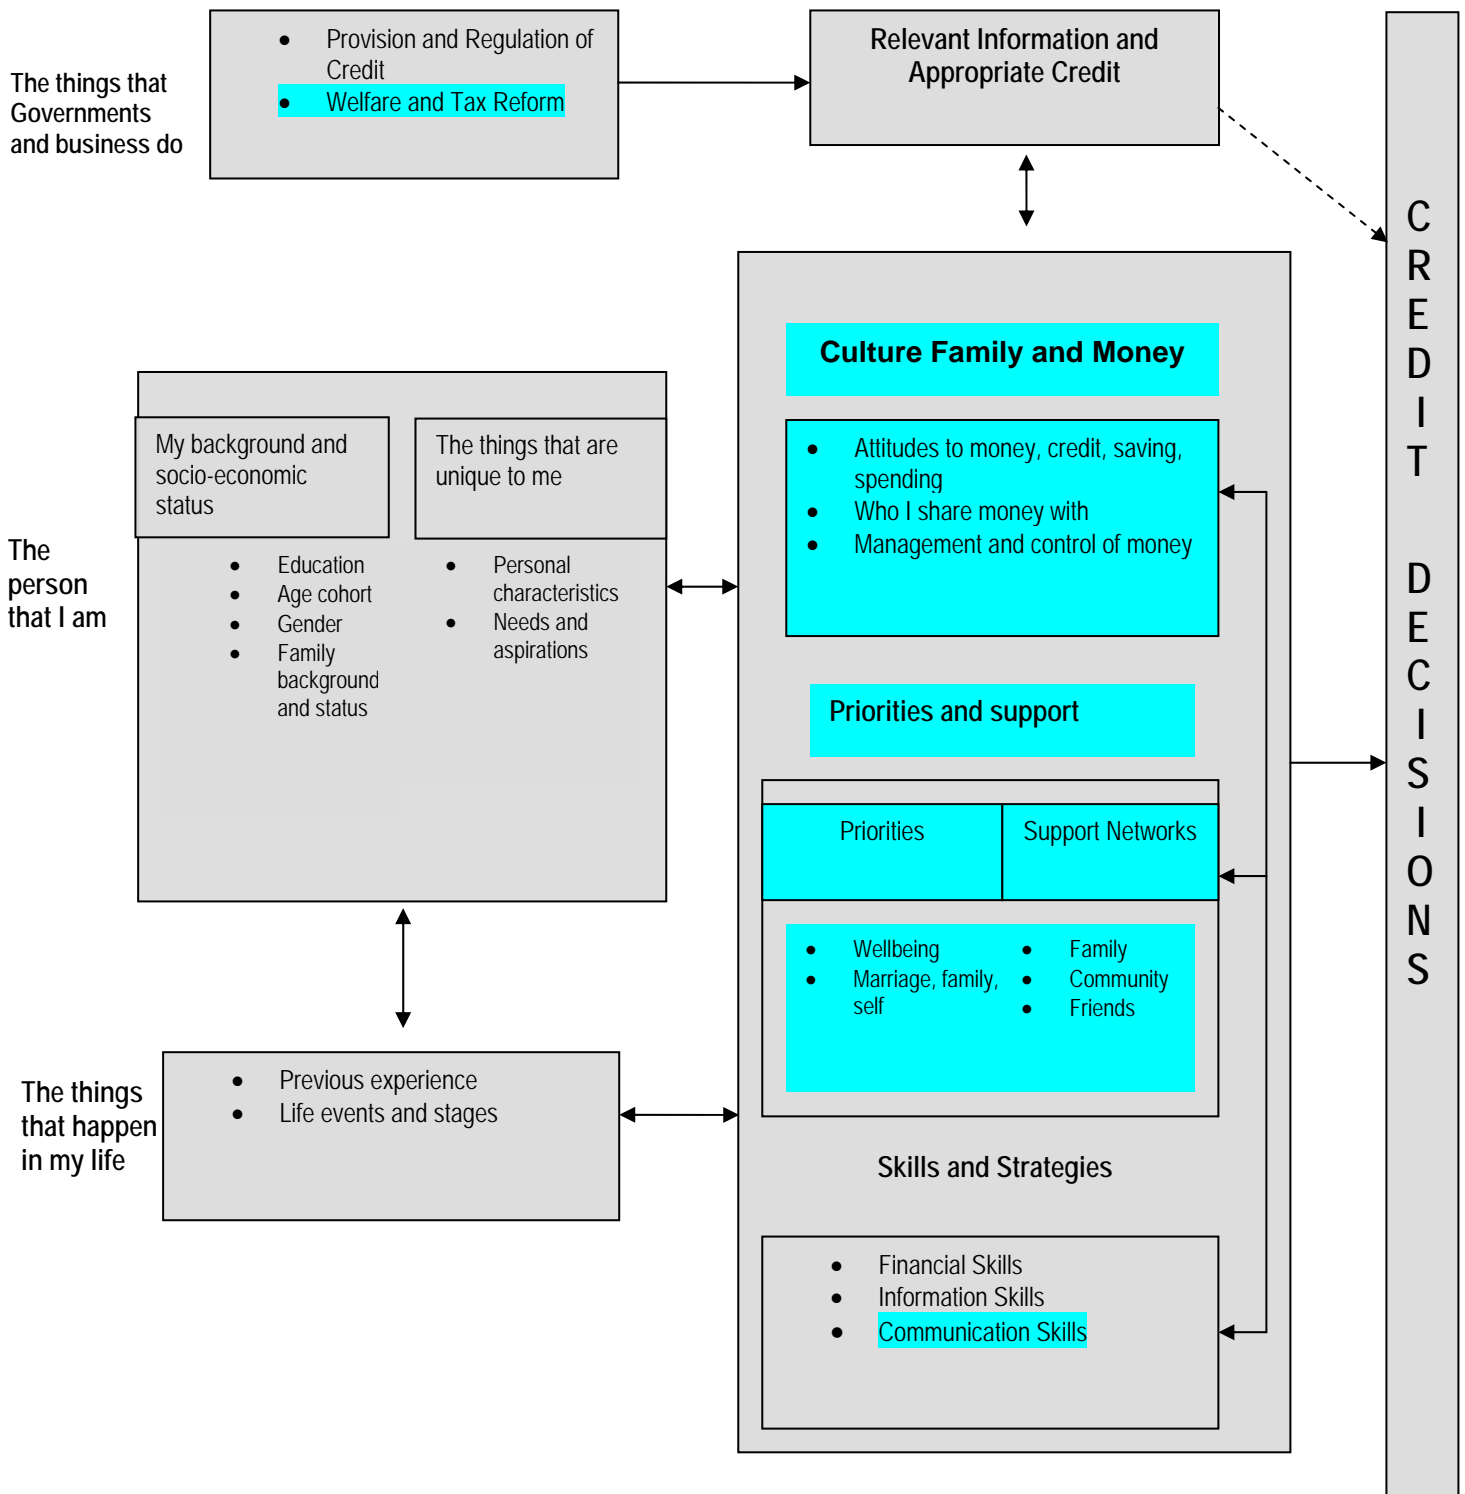 The things that
Governments
and business do
• Provision and Regulation of
Credit
• Welfare and Tax Reform
Relevant Information and
Appropriate Credit
CREDIT DECISIONS
Culture Family and Money
• Attitudes to money, credit, saving,
spending
• Who I share money with
• Management and control of money
The
person
that I am
My background and
socio-economic
status
The things that are
unique to me
• Education
• Age cohort
• Gender
• Family
background
and status
• Personal
characteristics
• Needs and
aspirations
Priorities and support
Priorities
Support Networks
• Wellbeing
• Marriage, family,
self
• Family
• Community
• Friends
The things
that happen
in my life
• Previous experience
• Life events and stages
Skills and Strategies
• Financial Skills
• Information Skills
• Communication Skills